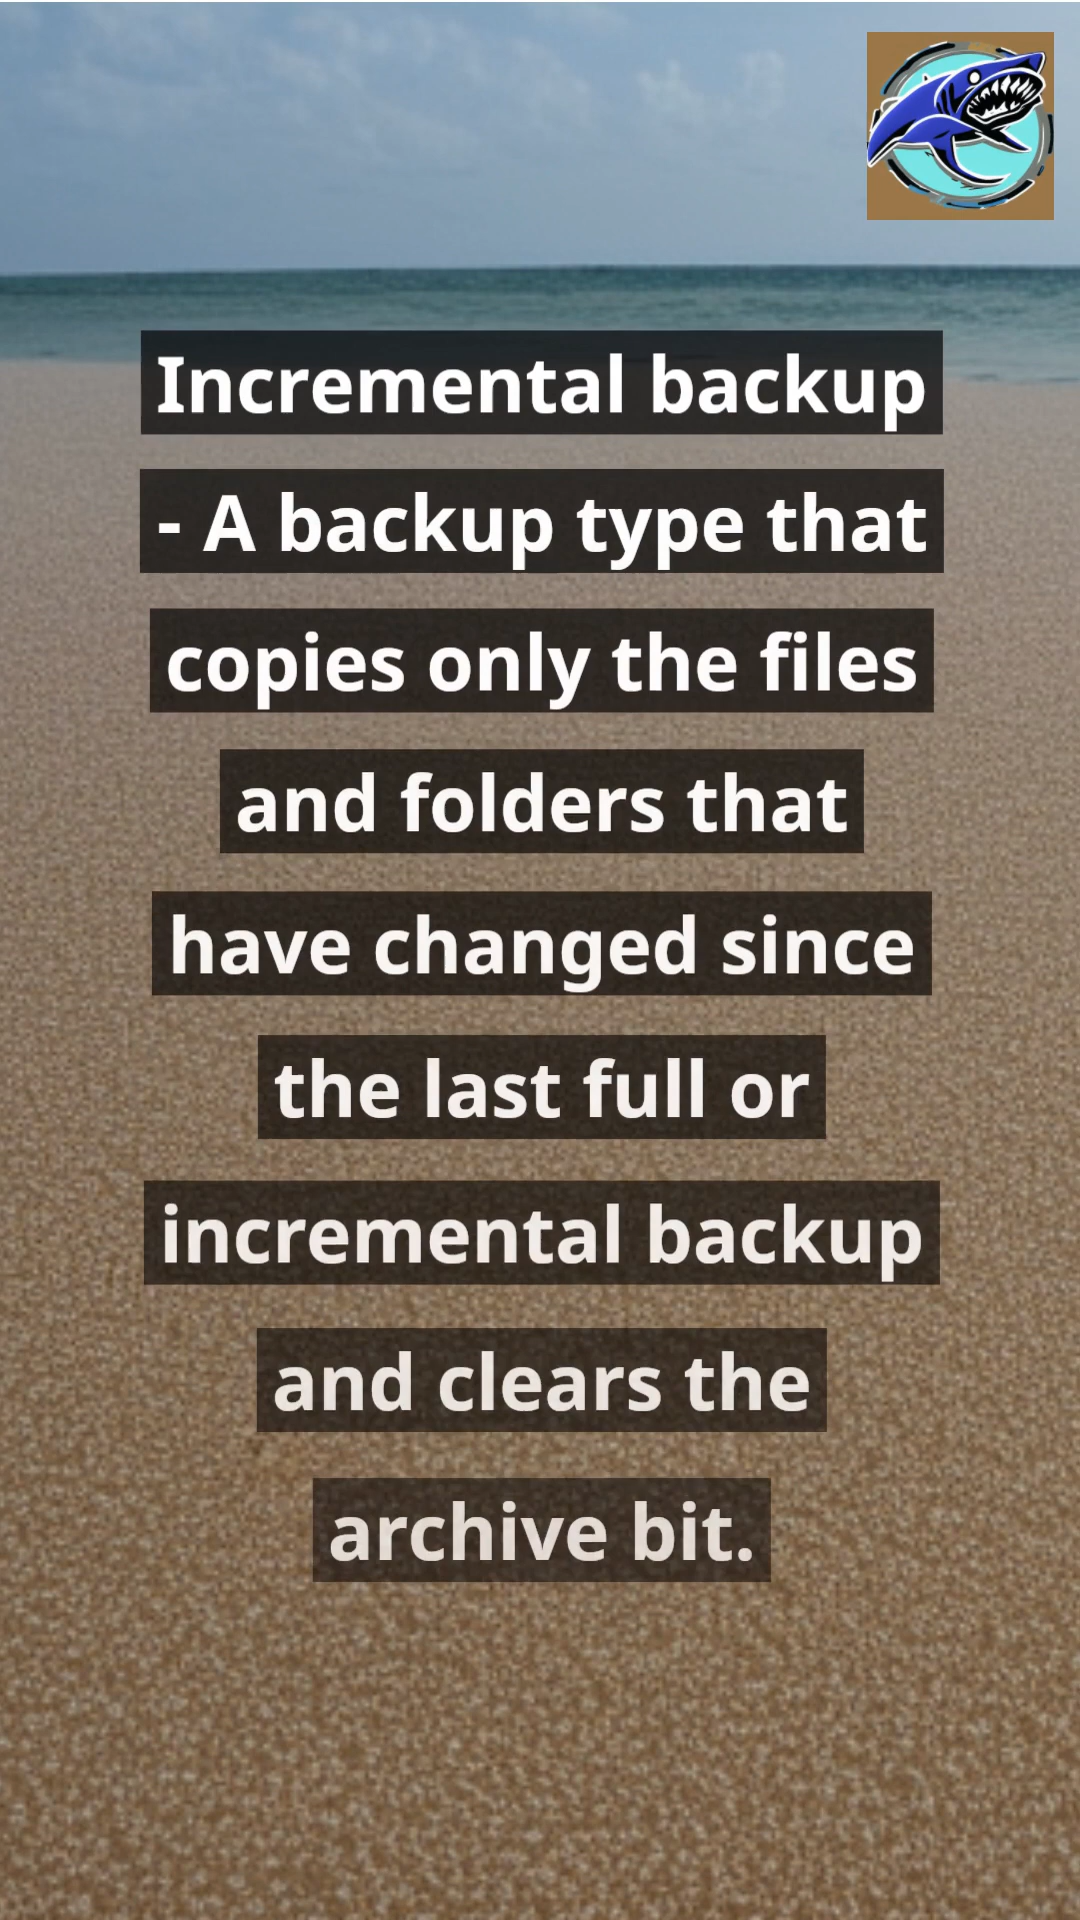 Incremental backup
- A backup type that
copies only the files
and folders that
have changed since
the last full or
incremental backup
and clears the
archive bit.